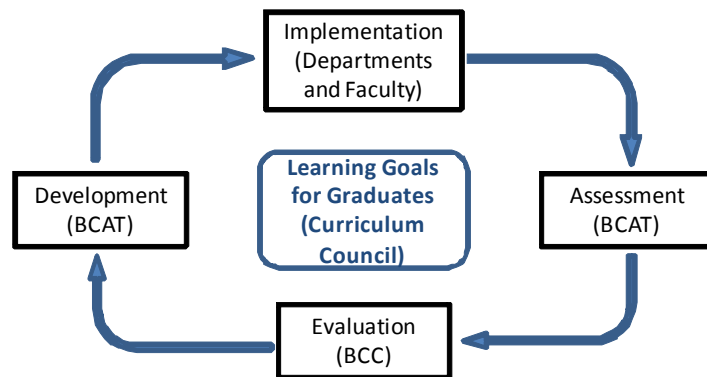 Implementation
(Departments
and Faculty)
Learning Goals
for Graduates
(Curriculum
Council)
Development
(BCAT)
Assessment
(BCAT)
Evaluation
(BCC)